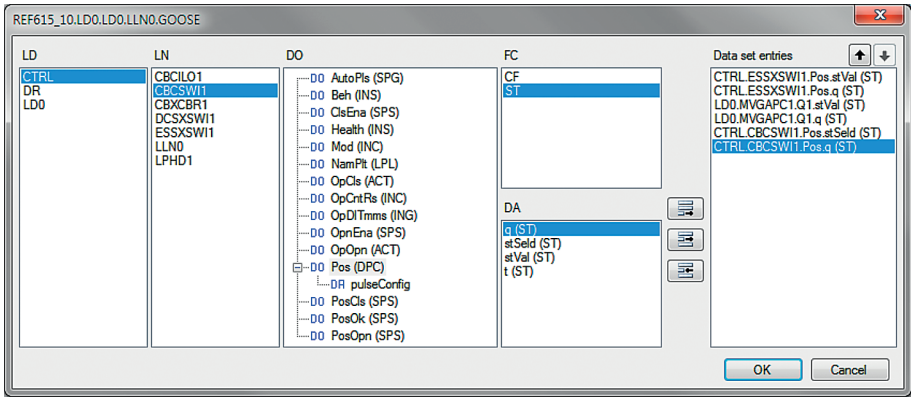 REF615_10.LD0.LD0.LLN0.GOOSE
LD
CTRL
DR
LD0
LN
CBCILO1
CBCSWI1
CBXCBR1
DCSXSWI1
ESSXSWI1
LLN0
LPHD1
DO
DO AutoPls (SPG)
DO Beh (INS)
DO ClsEna (SPS)
DO Health (INS)
DO Mod (INC)
DO NamPlt (LPL)
DO OpCls (ACT)
DO OpCntRs (INC)
DO OpDlTmms (ING)
DO OpnEna (SPS)
DO OpOpn (ACT)
DO Pos (DPC)
DA pulseConfig
DO PosCls (SPS)
DO PosOk (SPS)
DO PosOpn (SPS)
FC
CF
ST
DA
q (ST)
stSeld (ST)
stVal (ST)
t (ST)
Data set entries
CTRL.ESSXSWI1.Pos.stVal (ST)
CTRL.ESSXSWI1.Pos.q (ST)
LD0.MVGAPC1.Q1.stVal (ST)
LD0.MVGAPC1.Q1.q (ST)
CTRL.CBCSWI1.Pos.stSeld (ST)
CTRL.CBCSWI1.Pos.q (ST)
OK
Cancel